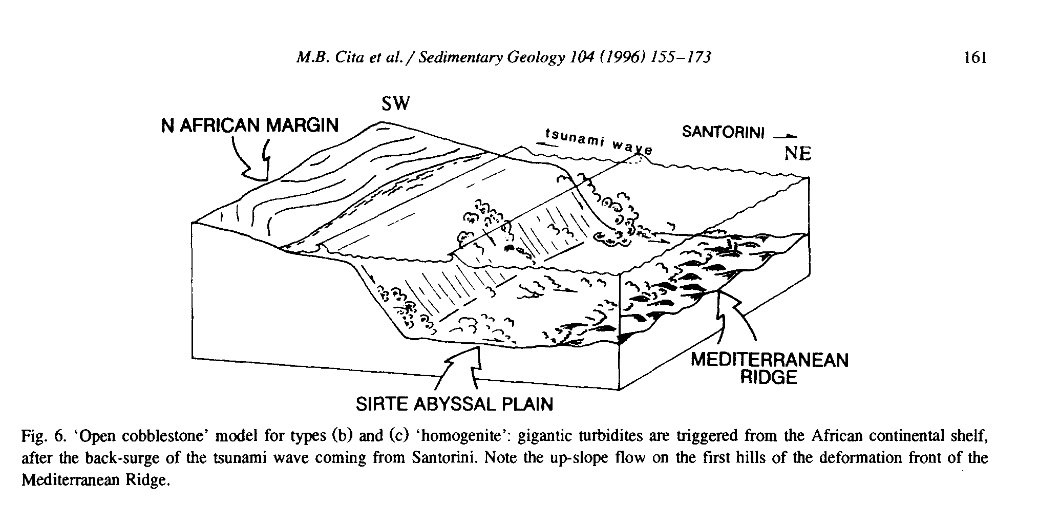 M.B. Cita et al. / Sedimentary Geology 104 (1996) 155–173
161
SW
N AFRICAN MARGIN
tsunami wave
SANTORINI
NE
MEDITERRANEAN
RIDGE
SIRTE ABYSSAL PLAIN
Fig. 6. 'Open cobblestone' model for types (b) and (c) 'homogenite': gigantic turbidites are triggered from the African continental shelf,
after the back-surge of the tsunami wave coming from Santorini. Note the up-slope flow on the first hills of the deformation front of the
Mediterranean Ridge.